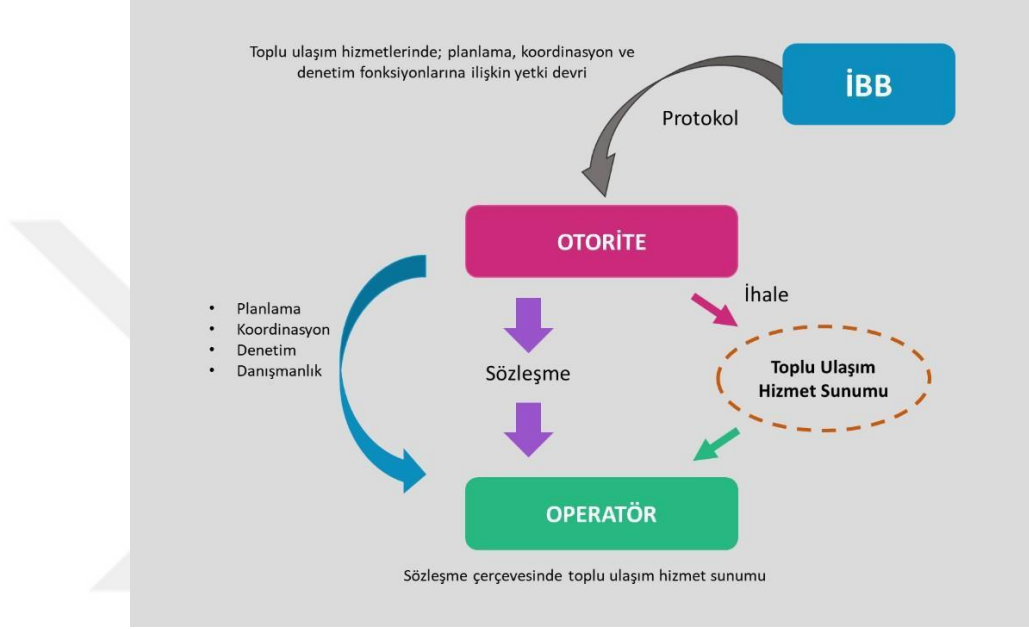 Toplu ulaşım hizmetlerinde; planlama, koordinasyon ve
denetim fonksiyonlarına ilişkin yetki devri
İBB
Protokol
OTORİTE
İhale
• Planlama
• Koordinasyon
• Denetim
• Danışmanlık
Sözleşme
Toplu Ulaşım
Hizmet Sunumu
OPERATÖR
Sözleşme çerçevesinde toplu ulaşım hizmet sunumu